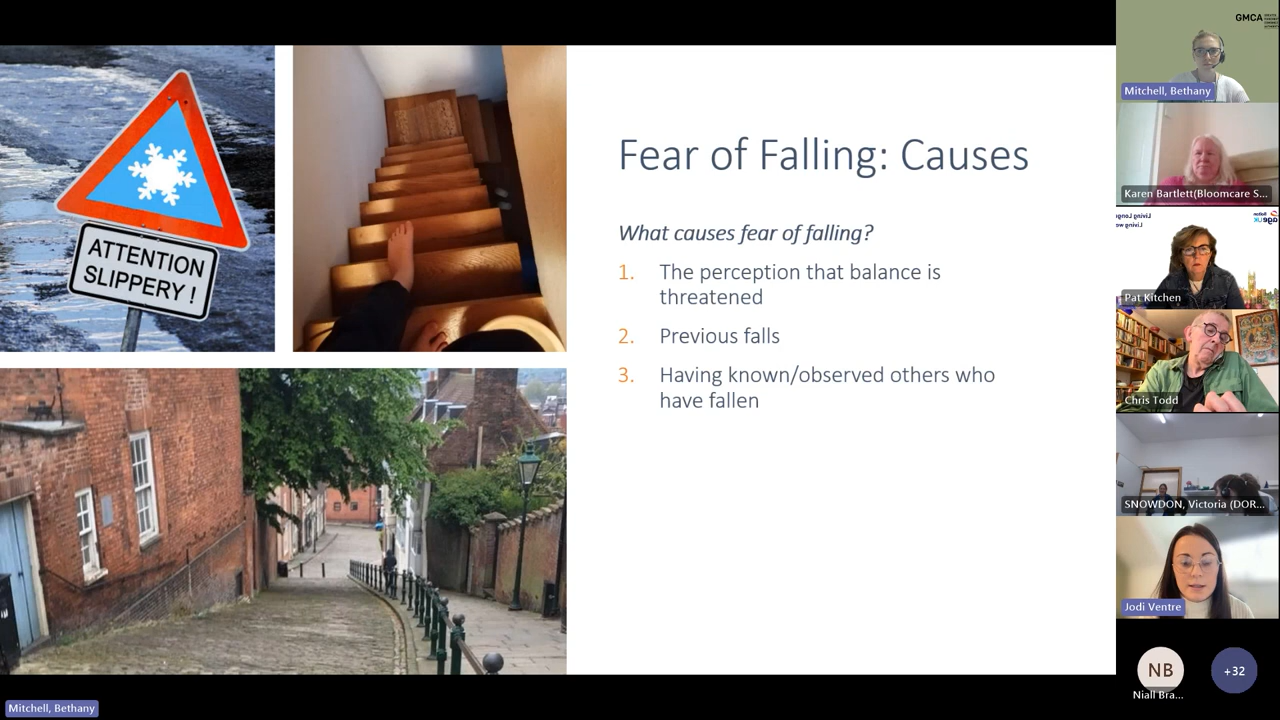 ATTENTION
SLIPPERY !
Fear of Falling: Causes
What causes fear of falling?
1. The perception that balance is
threatened
2. Previous falls
3. Having known/observed others who
have fallen
Mitchell, Bethany
GMCA
Mitchell, Bethany
Karen Bartlett(Bloomcare S...
age UK
Pat Kitchen
Chris Todd
SNOWDON, Victoria (DOR...
Jodi Ventre
NB
Niall Bra...
+32